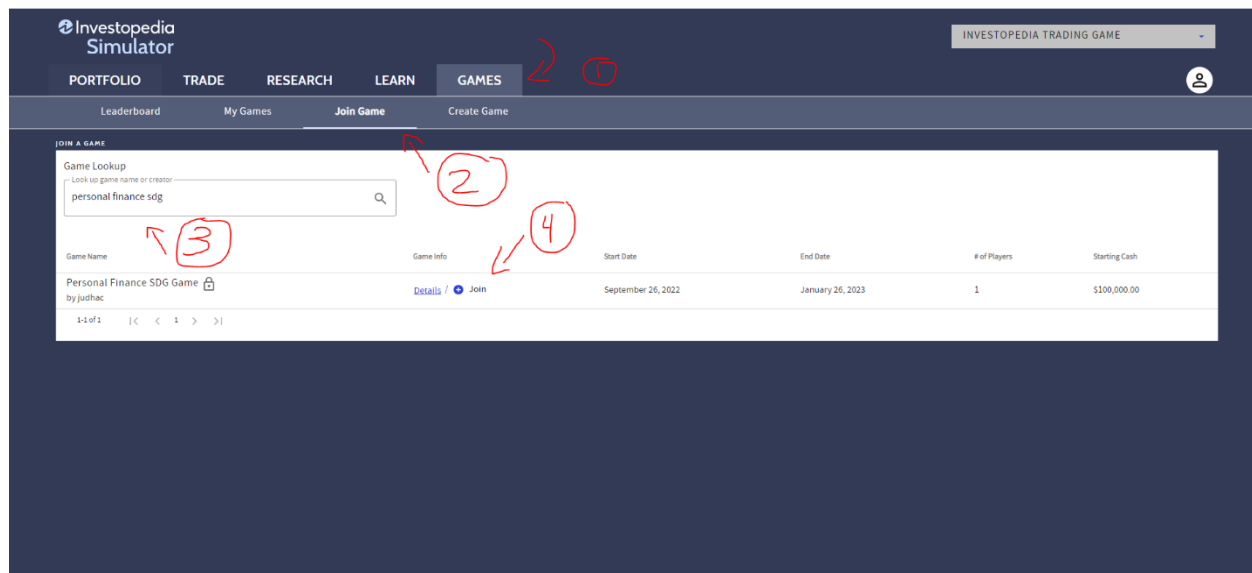 Investopedia
Simulator
INVESTOPEDIA TRADING GAME
PORTFOLIO TRADE RESEARCH LEARN GAMES
1
Leaderboard My Games Join Game Create Game
JOIN A GAME
Game Lookup
Look up game name or creator
personal finance sdg
2
3
4
Game Name Game Info Start Date End Date # of Players Starting Cash
Personal Finance SDG Game Details / Join September 26, 2022 January 26, 2023 1 $100,000.00
by judhac
1-1 of 1 |< < 1 > >|